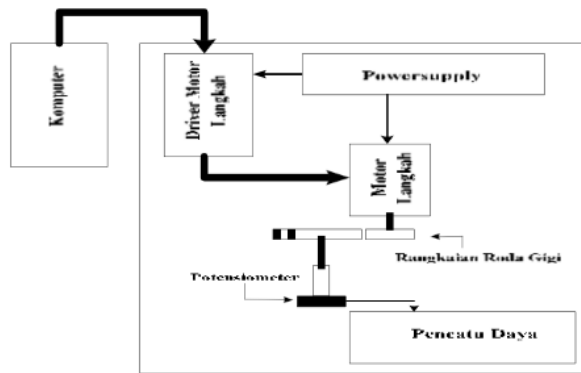 Komputer
Driver Motor
Langkah
Powersupply
Motor
Langkah
Rangkaian Roda Gigi
Potensiometer
Pencatu Daya